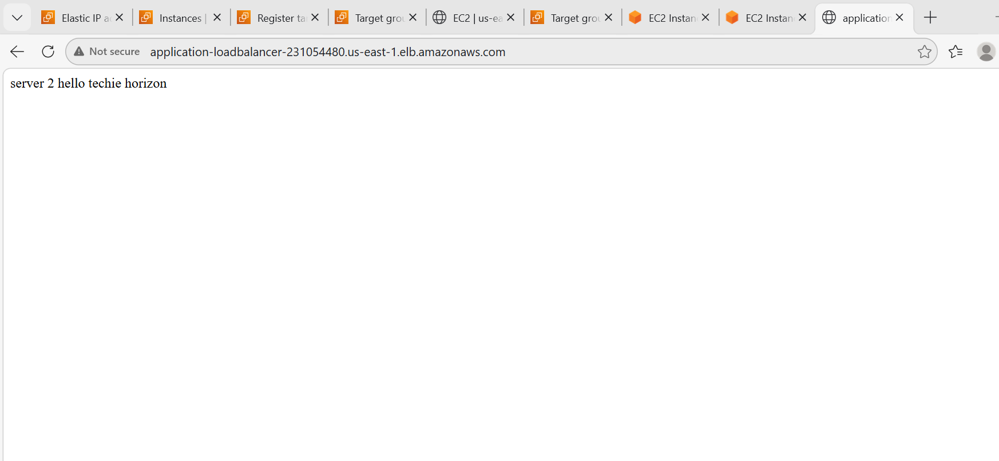 Elastic IP a
Instances |
Register ta
Target grou
EC2 | us-ea
Target grou
EC2 Instan
EC2 Instan
application
Not secure
application-loadbalancer-231054480.us-east-1.elb.amazonaws.com
server 2 hello techie horizon